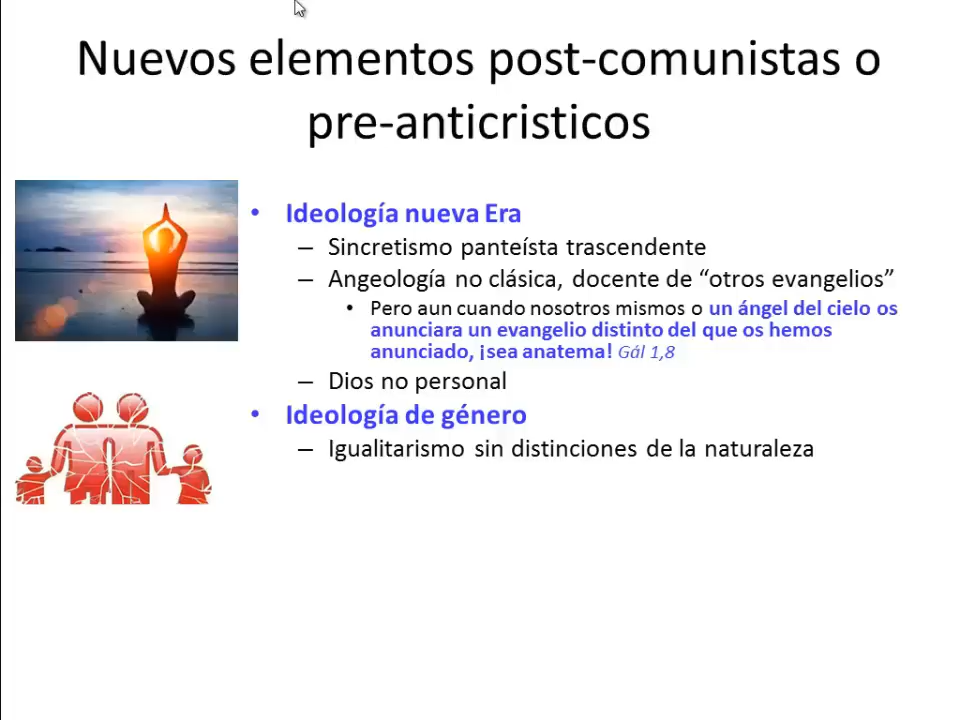 Nuevos elementos post-comunistas o
pre-anticristicos
• Ideología nueva Era
– Sincretismo panteísta trascendente
– Angeología no clásica, docente de “otros evangelios”
• Pero aun cuando nosotros mismos o un ángel del cielo os
anunciara un evangelio distinto del que os hemos
anunciado, ¡sea anatema! Gál 1,8
– Dios no personal
• Ideología de género
– Igualitarismo sin distinciones de la naturaleza